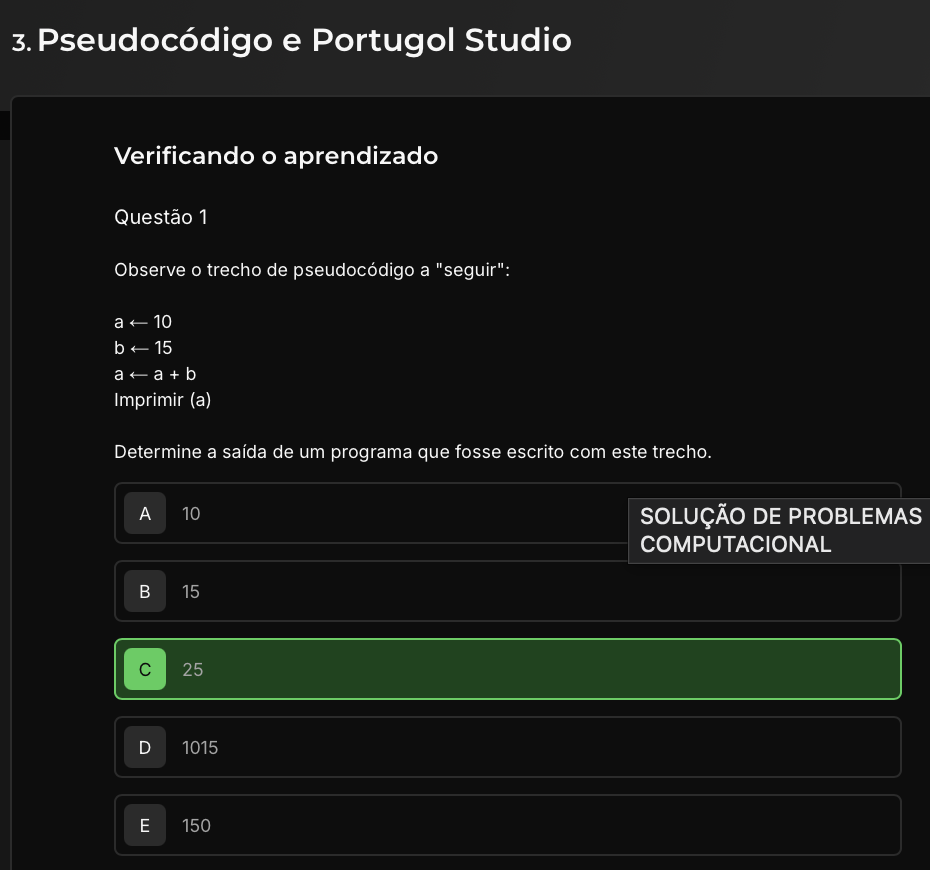 3. Pseudocódigo e Portugol Studio
Verificando o aprendizado
Questão 1
Observe o trecho de pseudocódigo a "seguir":
a ← 10
b ← 15
a ← a + b
Imprimir (a)
Determine a saída de um programa que fosse escrito com este trecho.
A 10
SOLUÇÃO DE PROBLEMAS
COMPUTACIONAL
B 15
C 25
D 1015
E 150